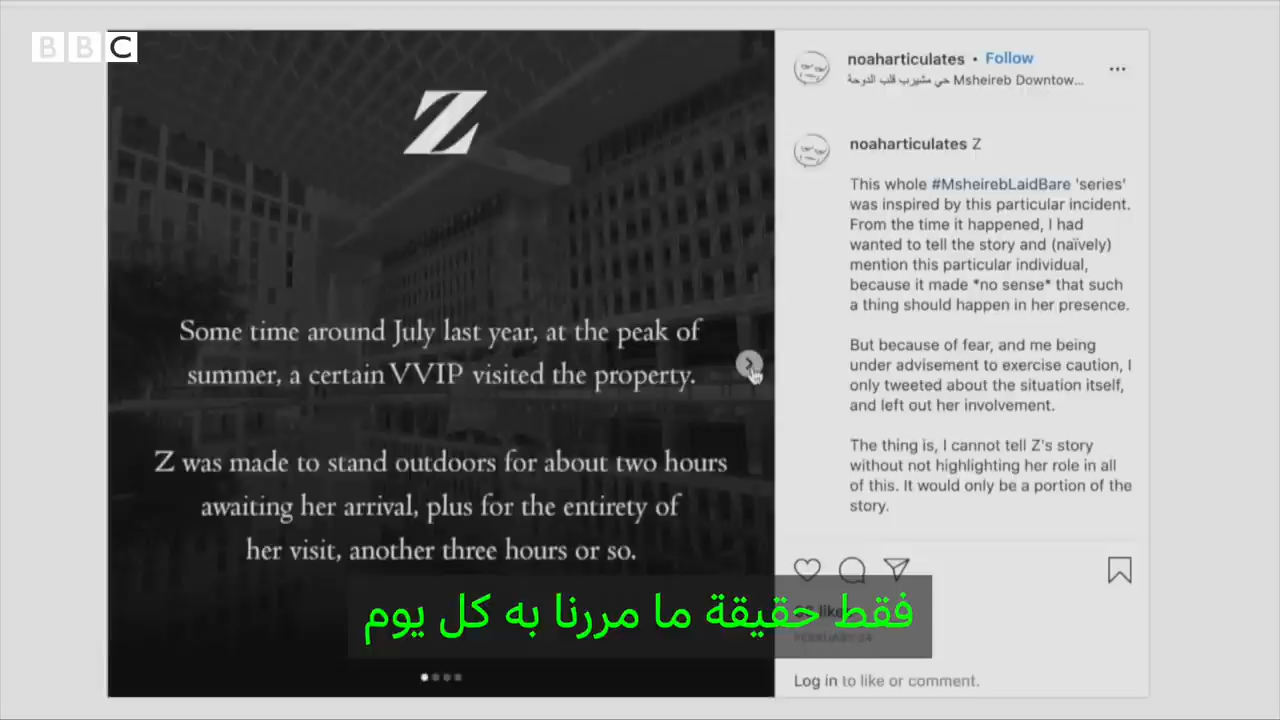 BBC
Z
Some time around July last year, at the peak of
summer, a certain VVIP visited the property.
Z was made to stand outdoors for about two hours
awaiting her arrival, plus for the entirety of
her visit, another three hours or so.
noaharticulates • Follow
حي مشيرب قلب الدوحة Msheireb Downtow...
noaharticulates Z
This whole #MsheirebLaidBare 'series'
was inspired by this particular incident.
From the time it happened, I had
wanted to tell the story and (naïvely)
mention this particular individual,
because it made *no sense* that such
a thing should happen in her presence.
But because of fear, and me being
under advisement to exercise caution, I
only tweeted about the situation itself,
and left out her involvement.
The thing is, I cannot tell Z's story
without not highlighting her role in all
of this. It would only be a portion of the
story.
فقط حقيقة ما مررنا به كل يوم
Log in to like or comment.